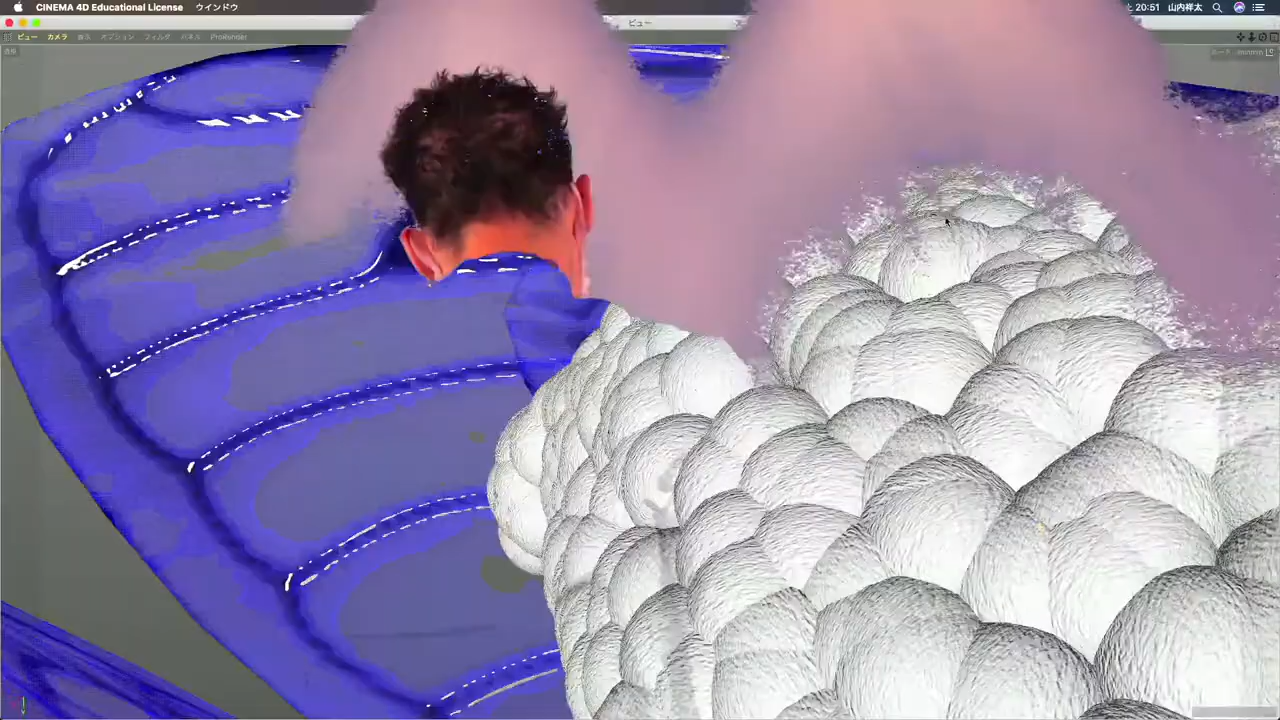 CINEMA 4D Educational License ウインドウ
20:51 山内祥太
ビュー
ビュー カメラ 表示 オプション フィルタ パネル ProRender
透視